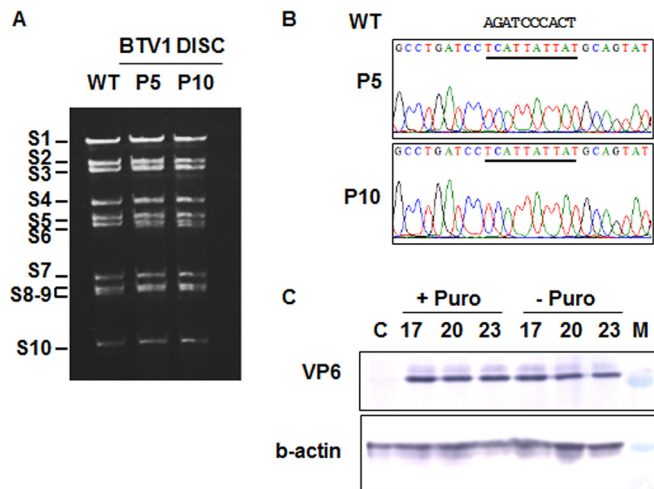 A
BTV1 DISC
WT P5 P10
S1
S2
S3
S4
S5
S6
S7
S8-9
S10
B
WT AGATCCCACT
P5 GCCTGATCCTCATTATTATGCAGTAT
P10 GCCTGATCCTCATTATTATGCAGTAT
C
+ Puro - Puro
C 17 20 23 17 20 23 M
VP6
b-actin